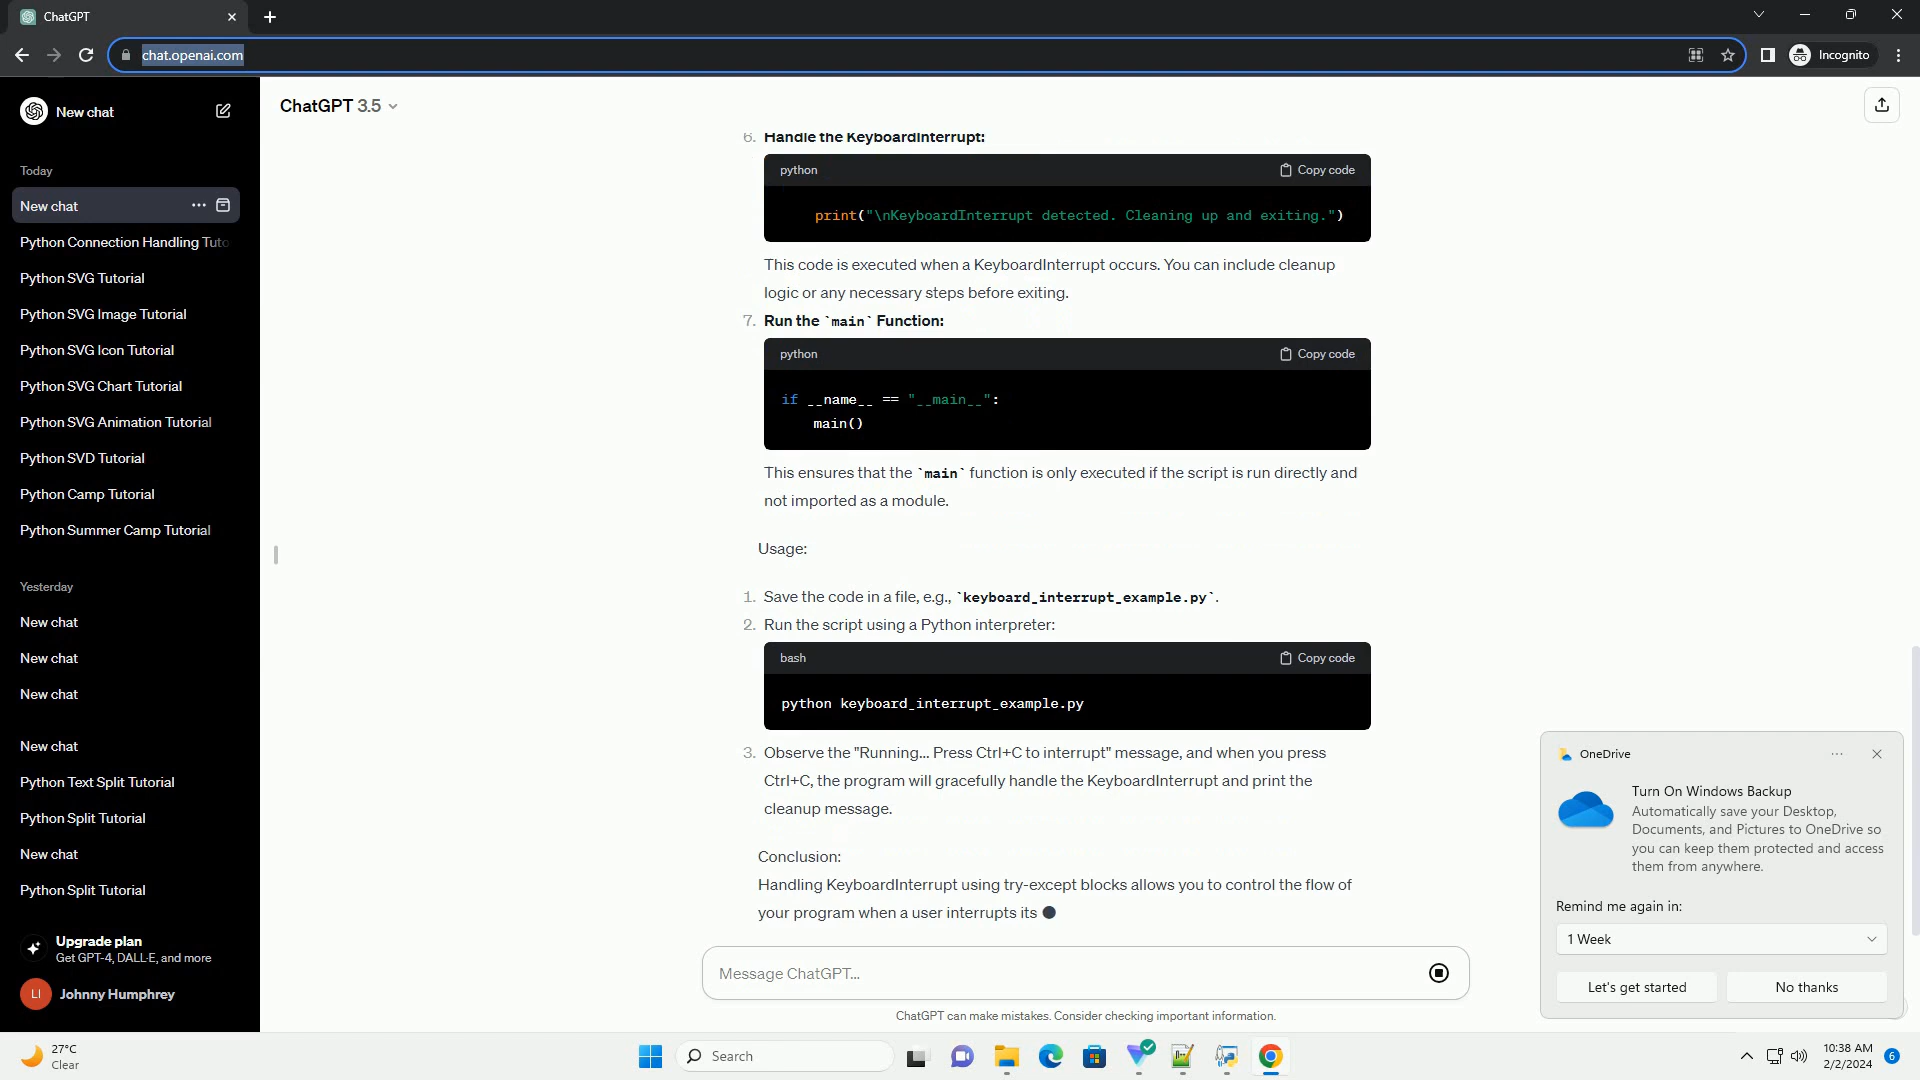 ChatGPT
chat.openai.com
Incognito
New chat
Today
New chat
Python Connection Handling Tuto
Python SVG Tutorial
Python SVG Image Tutorial
Python SVG Icon Tutorial
Python SVG Chart Tutorial
Python SVG Animation Tutorial
Python SVD Tutorial
Python Camp Tutorial
Python Summer Camp Tutorial
Yesterday
New chat
New chat
New chat
New chat
Python Text Split Tutorial
Python Split Tutorial
New chat
Python Split Tutorial
Upgrade plan
Get GPT-4, DALL·E, and more
LI
Johnny Humphrey
ChatGPT 3.5
6. Handle the KeyboardInterrupt:
python
Copy code
print("\nKeyboardInterrupt detected. Cleaning up and exiting.")
This code is executed when a KeyboardInterrupt occurs. You can include cleanup
logic or any necessary steps before exiting.
7. Run the `main` Function:
python
Copy code
if __name__ == "__main__":
main()
This ensures that the `main` function is only executed if the script is run directly and
not imported as a module.
Usage:
1. Save the code in a file, e.g., `keyboard_interrupt_example.py`.
2. Run the script using a Python interpreter:
bash
Copy code
python keyboard_interrupt_example.py
3. Observe the "Running... Press Ctrl+C to interrupt" message, and when you press
Ctrl+C, the program will gracefully handle the KeyboardInterrupt and print the
cleanup message.
Conclusion:
Handling KeyboardInterrupt using try-except blocks allows you to control the flow of
your program when a user interrupts its
Message ChatGPT...
ChatGPT can make mistakes. Consider checking important information.
OneDrive
Turn On Windows Backup
Automatically save your Desktop,
Documents, and Pictures to OneDrive so
you can keep them protected and access
them from anywhere.
Remind me again in:
1 Week
Let's get started
No thanks
27°C
Clear
Search
10:38 AM
2/2/2024
6